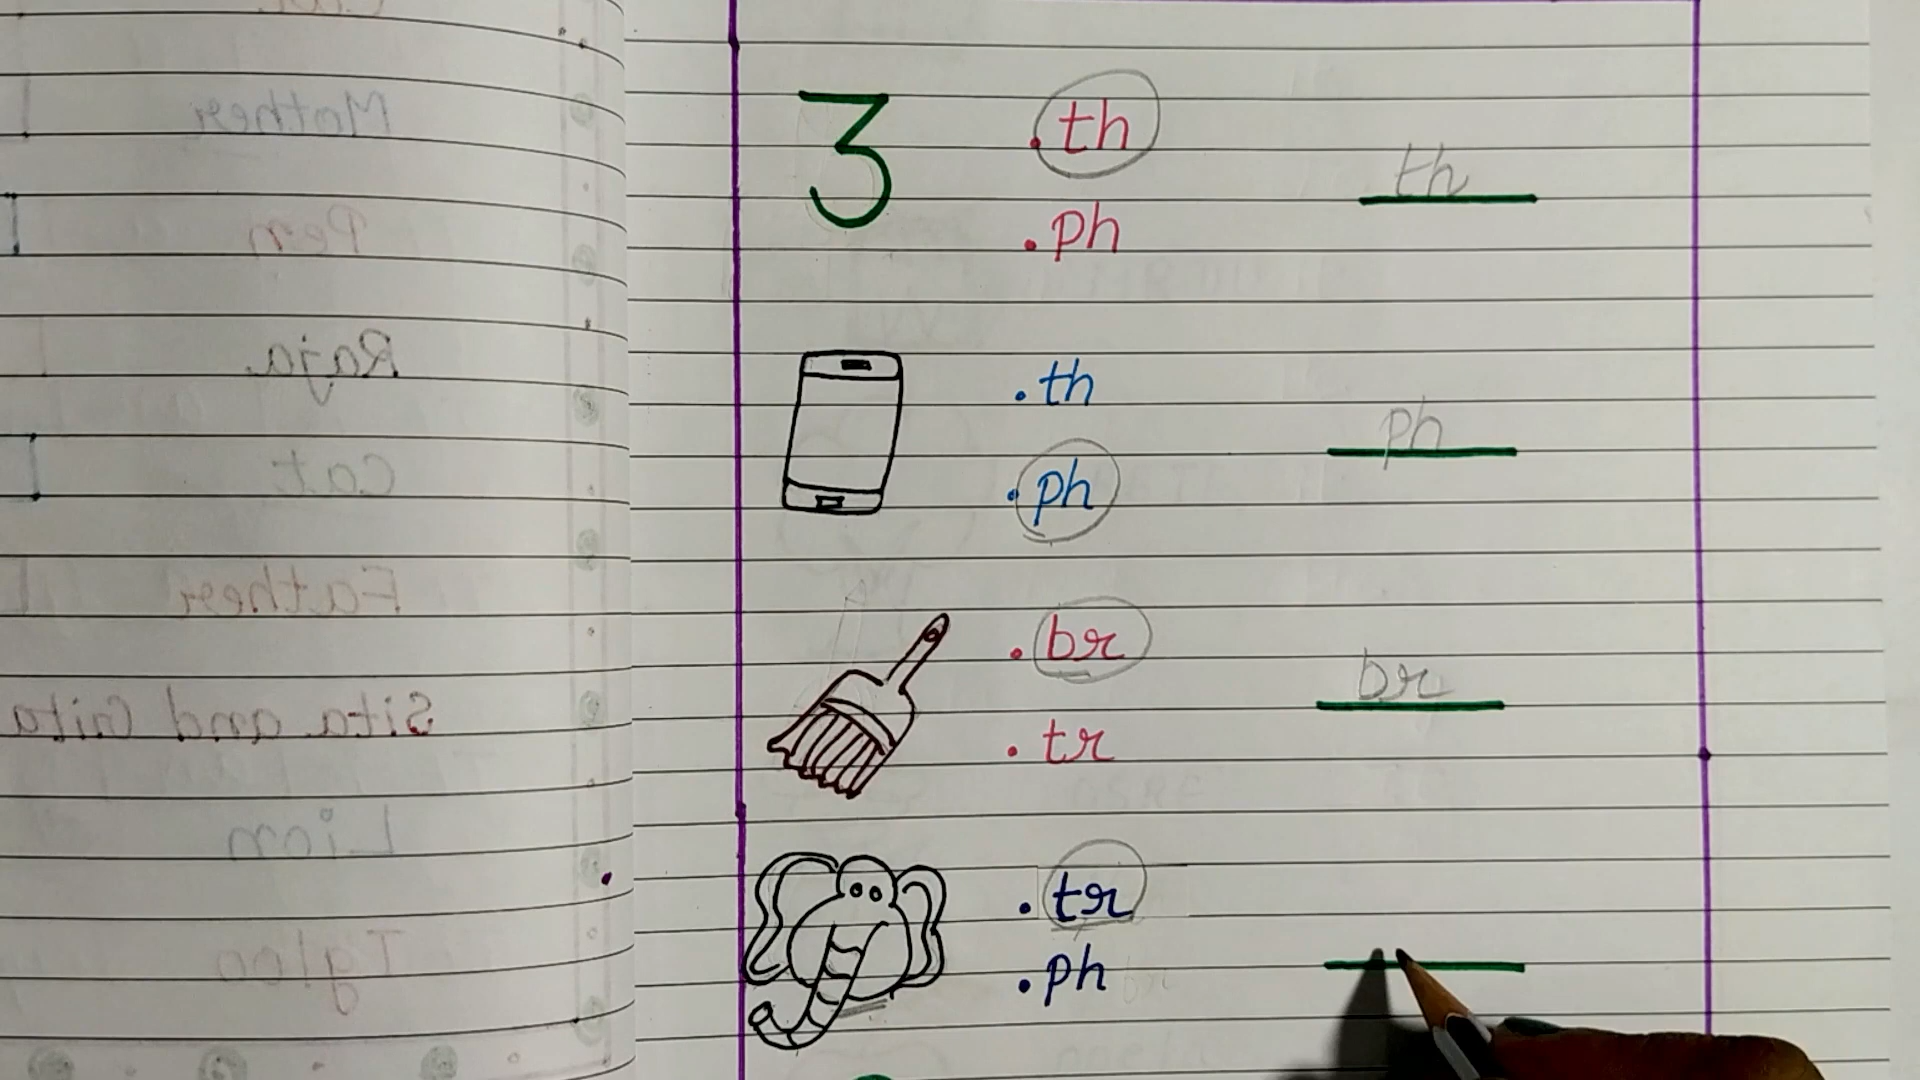 Mother
Pen
Raja
Cat
Father
Sita and Gita
Lion
Igloo
3
.th
.ph
th
.th
.ph
ph
.br
.tr
br
.tr
.ph